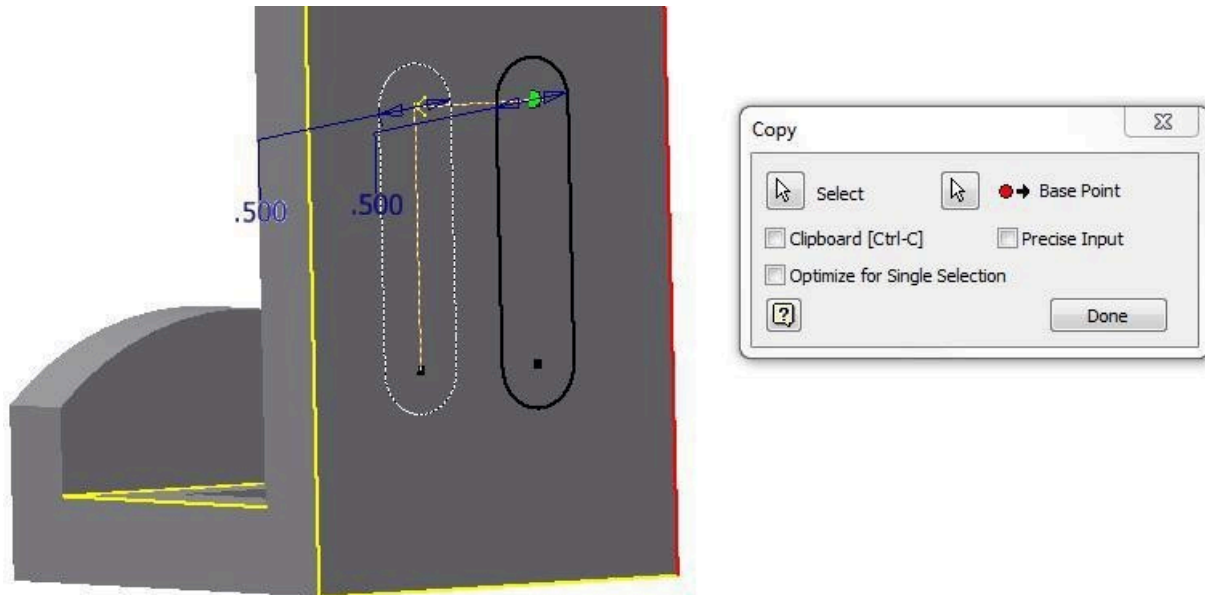 .500
.500
Copy
Select
Base Point
Clipboard [Ctrl-C]
Precise Input
Optimize for Single Selection
?
Done